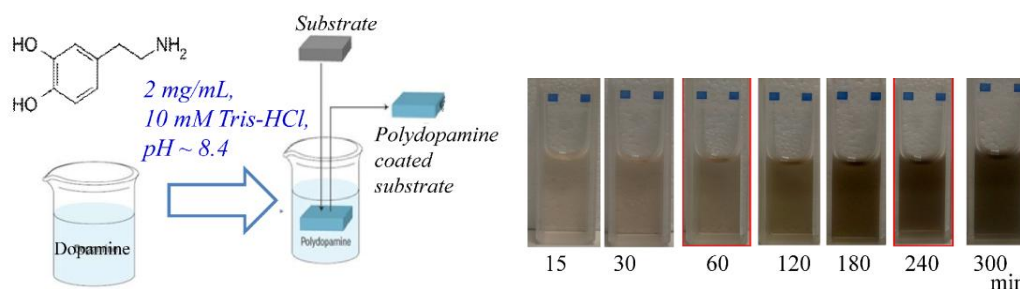 HO
NH2
HO
Substrate
2 mg/mL,
10 mM Tris-HCl,
pH ~ 8.4
Polydopamine
coated
substrate
Dopamine
Polydopamine
15 30 60 120 180 240 300
min